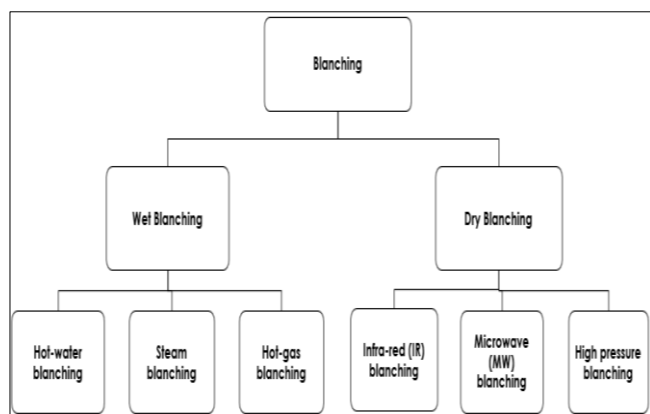 Blanching
Wet Blanching
Dry Blanching
Hot-water
blanching
Steam
blanching
Hot-gas
blanching
Infra-red (IR)
blanching
Microwave
(MW)
blanching
High pressure
blanching